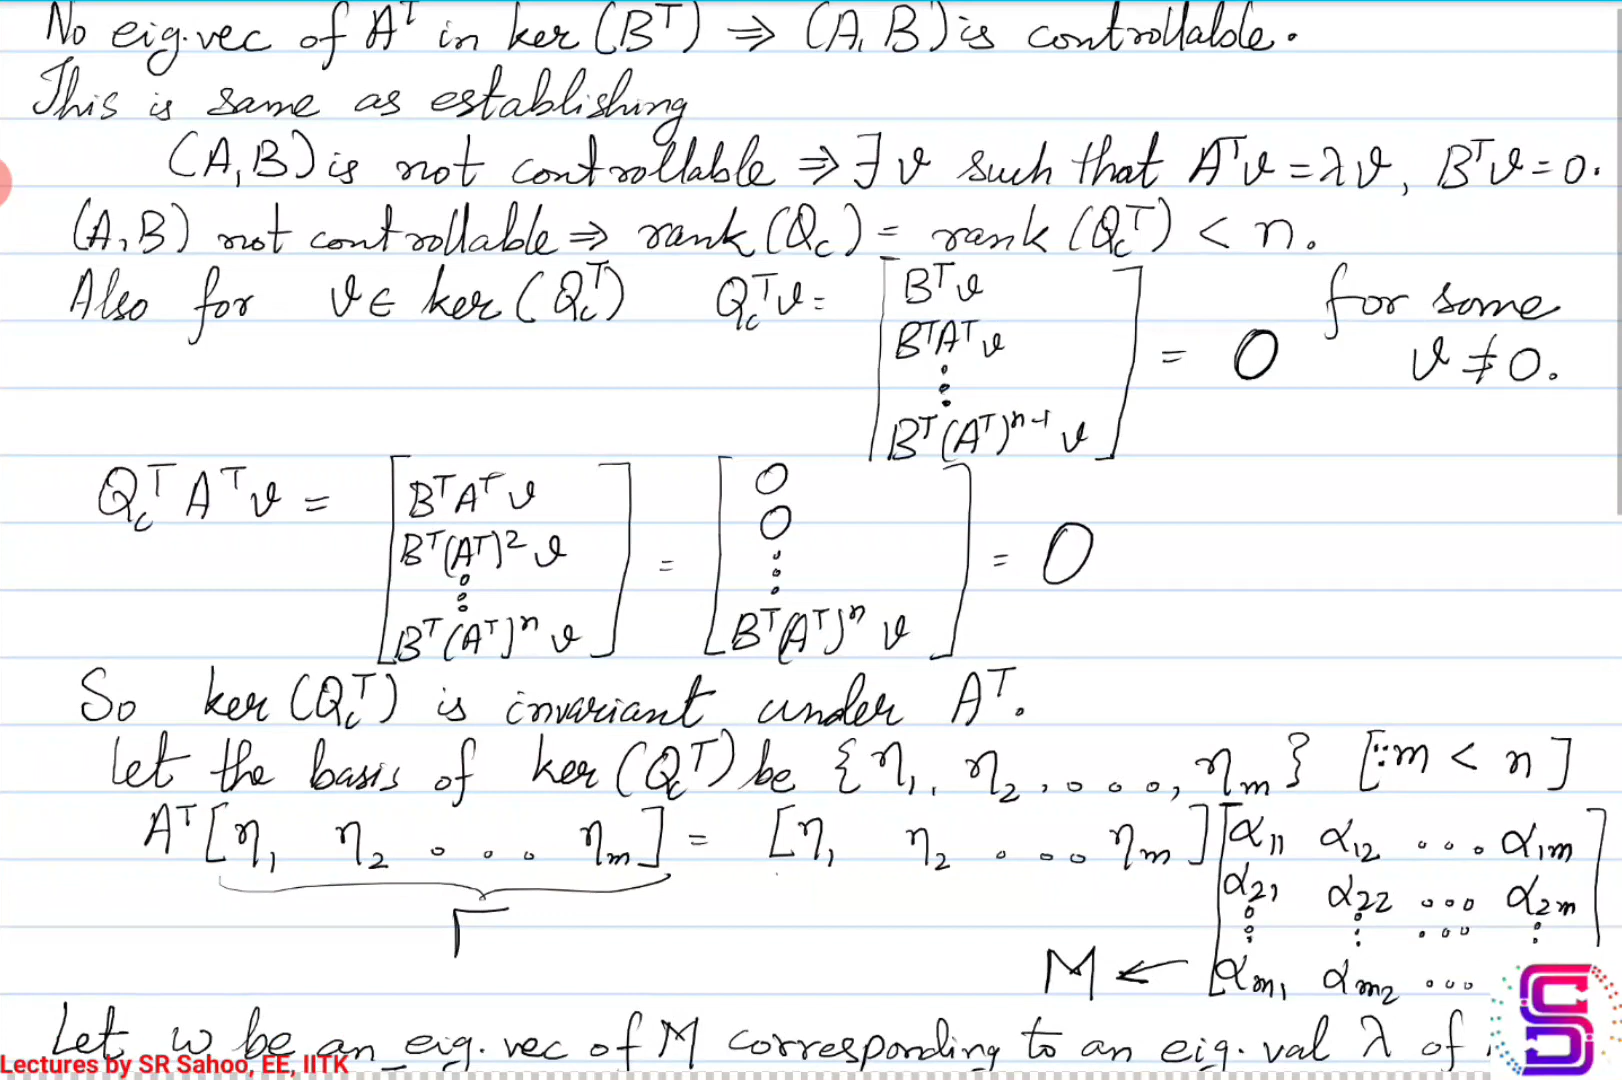 No eig.vec of Aᵀ in ker (Bᵀ) ⇒ (A, B) is controllable.
This is same as establishing
(A, B) is not controllable ⇒ ∃ v such that Aᵀv = λv, Bᵀv = 0.
(A, B) not controllable ⇒ rank (Q_c) = rank (Q_cᵀ) < n.
Also for v ∈ ker (Q_cᵀ) Q_cᵀv = [Bᵀv ; BᵀAᵀv ; ⋮ ; Bᵀ(Aᵀ)ⁿ⁻¹ v] = 0 for some v ≠ 0.
Q_cᵀ Aᵀ v = [BᵀAᵀv ; Bᵀ(Aᵀ)² v ; ⋮ ; Bᵀ(Aᵀ)ⁿ v] = [0 ; 0 ; ⋮ ; Bᵀ(Aᵀ)ⁿ v] = 0
So ker (Q_cᵀ) is invariant under Aᵀ.
Let the basis of ker (Q_cᵀ) be {η₁, η₂, ..., η_m} [∵ m < n]
Aᵀ [η₁ η₂ ... η_m] = [η₁ η₂ ... η_m] [α₁₁ α₁₂ ... α₁m ; α₂₁ α₂₂ ... α₂m ; ⋮ ⋮ ... ⋮ ; αm₁ αm₂ ...
Γ
M ←
Let w be an eig. vec of M corresponding to an eig. val λ of
Lectures by SR Sahoo, EE, IITK